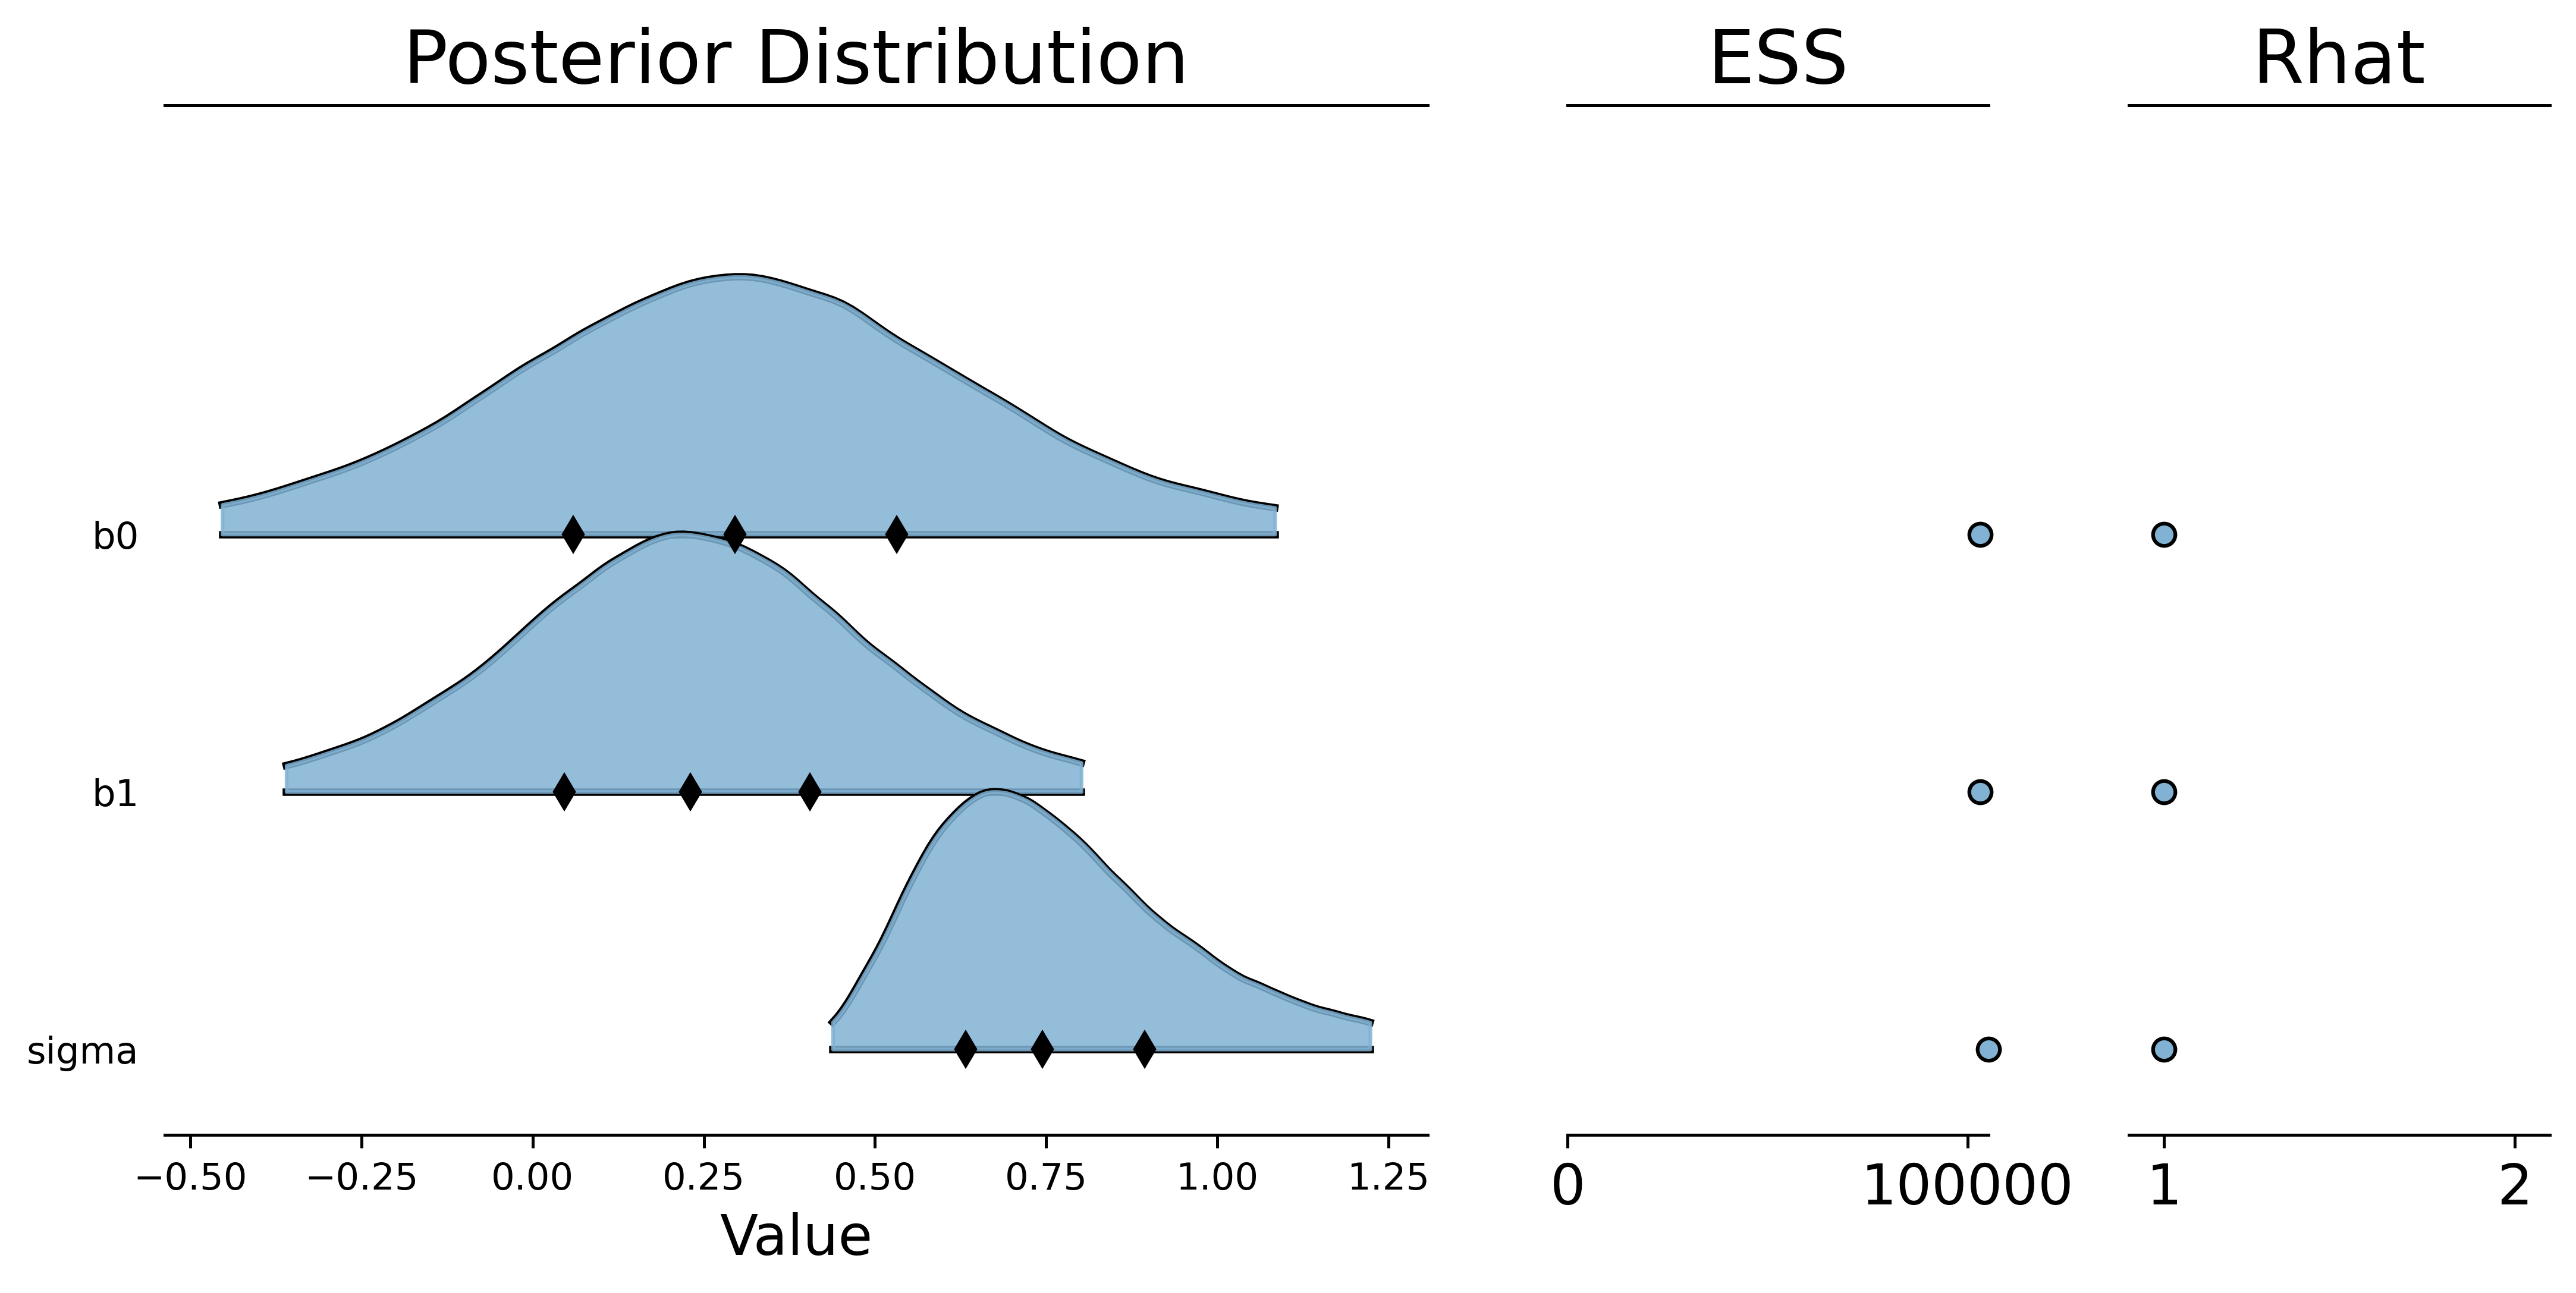 Posterior Distribution ESS Rhat
b0
b1
sigma
−0.50 −0.25 0.00 0.25 0.50 0.75 1.00 1.25 0 100000 1 2
Value